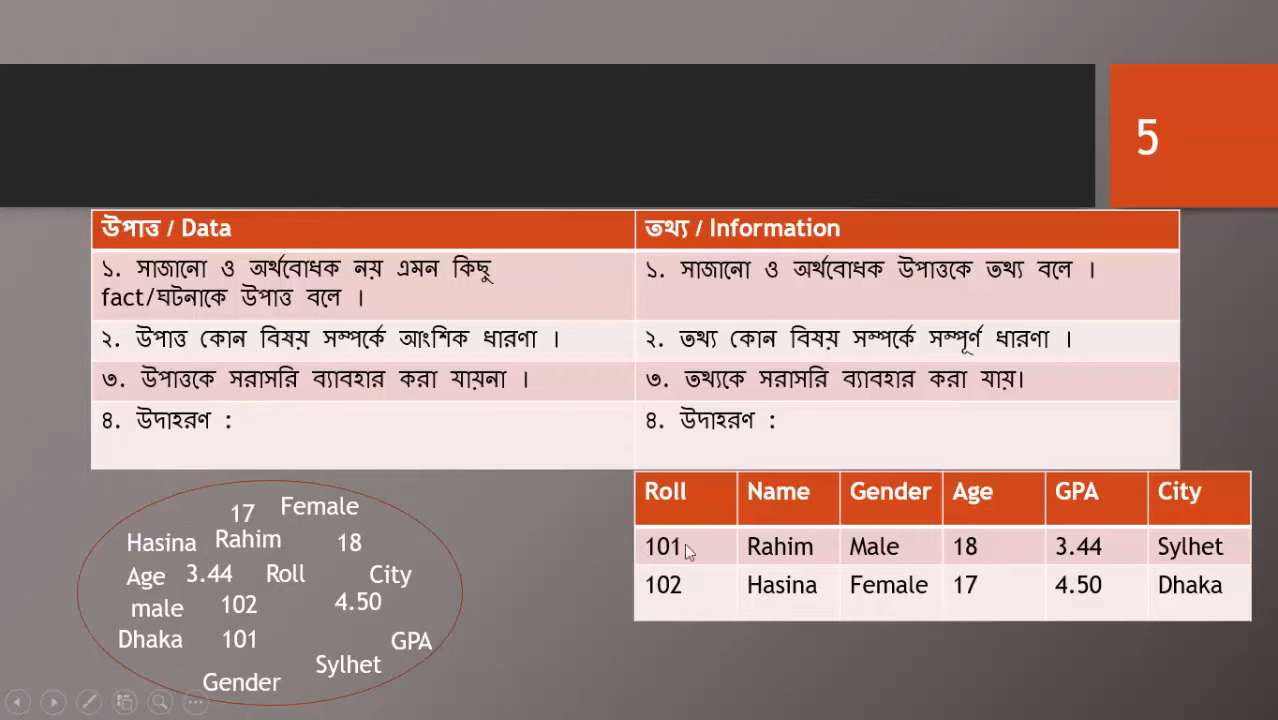 5
উপাত্ত / Data
তথ্য / Information
১. সাজানো ও অর্থবোধক নয় এমন কিছু
fact/ঘটনাকে উপাত্ত বলে ।
১. সাজানো ও অর্থবোধক উপাত্তকে তথ্য বলে ।
২. উপাত্ত কোন বিষয় সম্পর্কে আংশিক ধারণা ।
২. তথ্য কোন বিষয় সম্পর্কে সম্পূর্ণ ধারণা ।
৩. উপাত্তকে সরাসরি ব্যাবহার করা যায়না ।
৩. তথ্যকে সরাসরি ব্যাবহার করা যায়।
৪. উদাহরণ :
৪. উদাহরণ :
17 Female
Hasina Rahim 18
Age 3.44 Roll City
male 102 4.50
Dhaka 101 GPA
Sylhet
Gender
Roll Name Gender Age GPA City
101 Rahim Male 18 3.44 Sylhet
102 Hasina Female 17 4.50 Dhaka